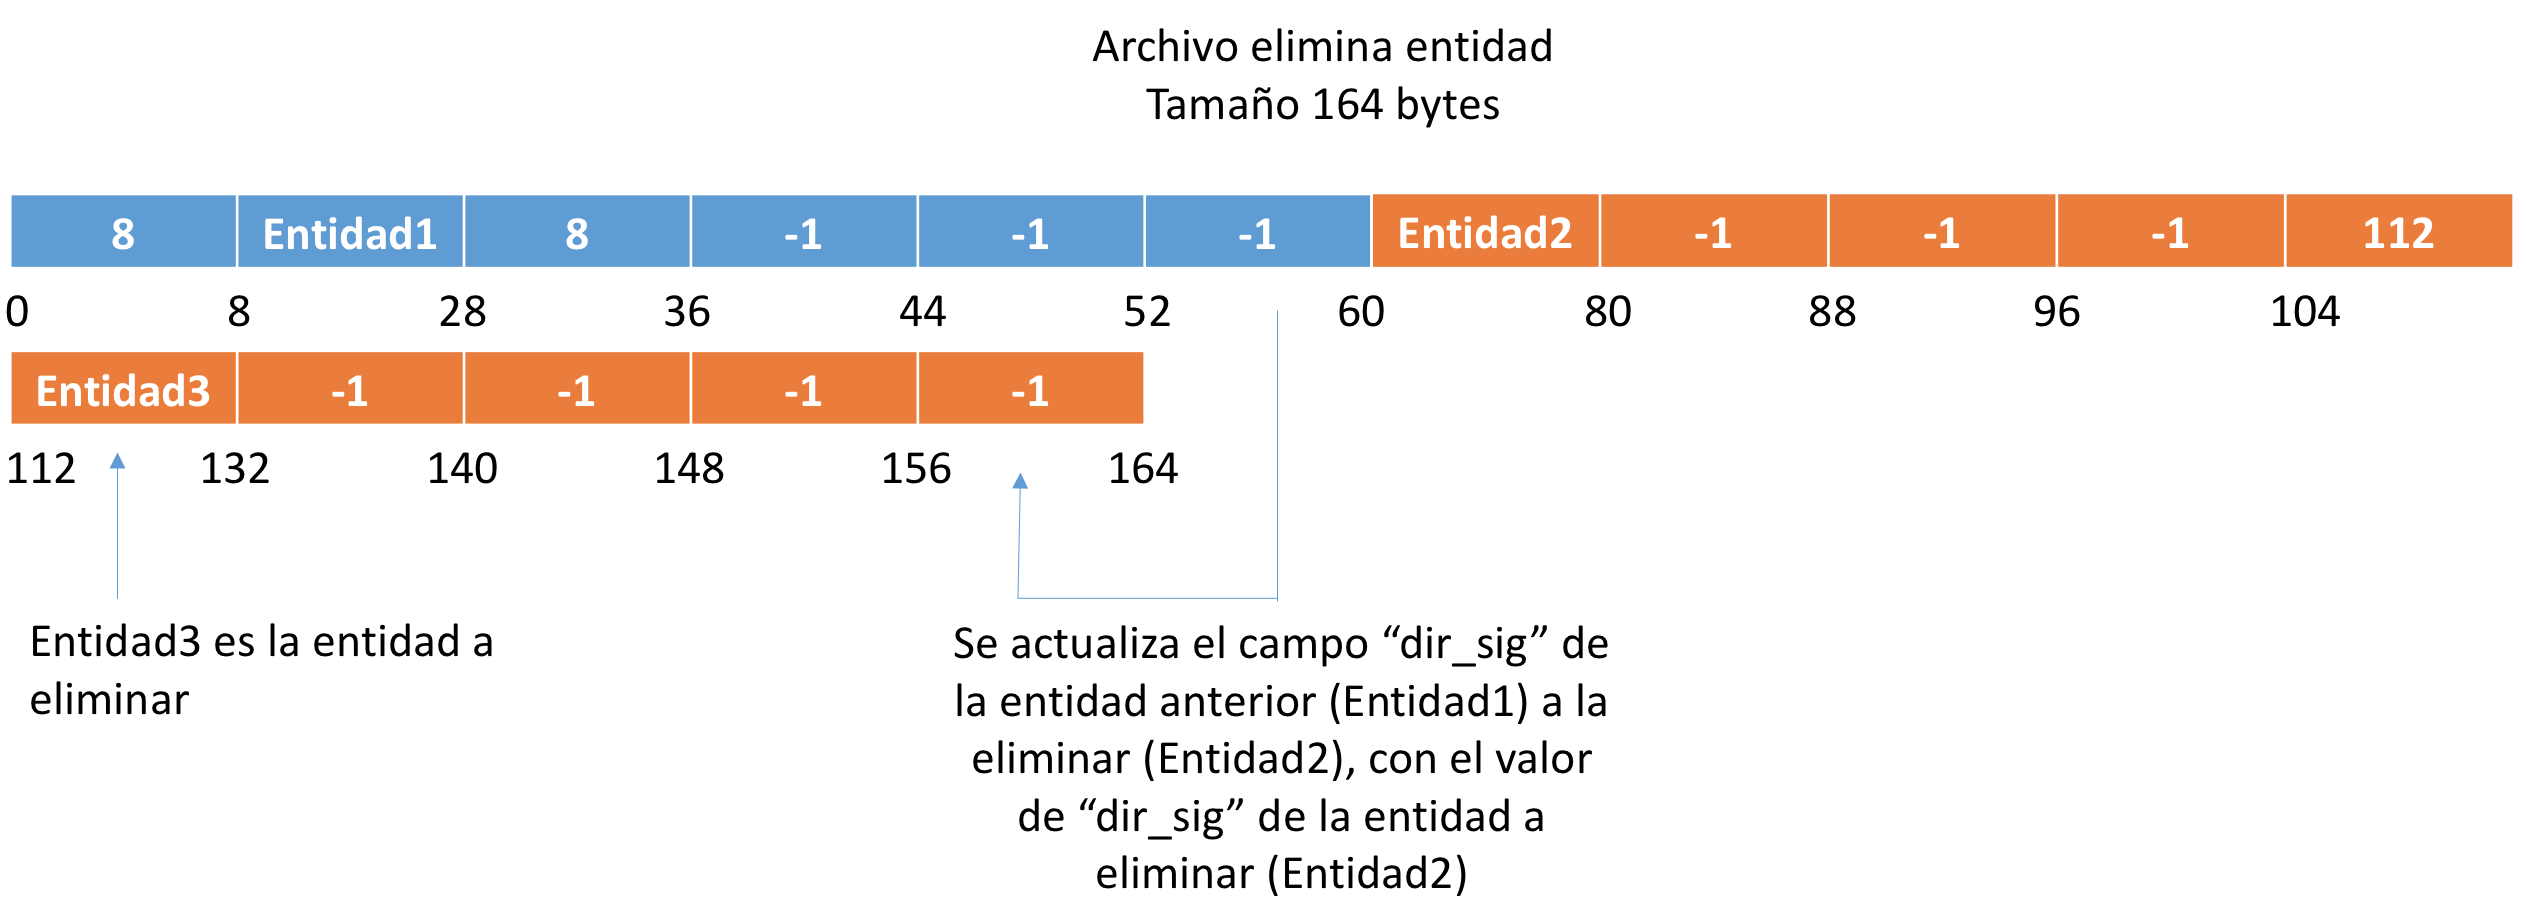 Archivo elimina entidad
Tamaño 164 bytes
8 Entidad1 8 -1 -1 -1 Entidad2 -1 -1 -1 112
0 8 28 36 44 52 60 80 88 96 104
Entidad3 -1 -1 -1 -1
112 132 140 148 156 164
Entidad3 es la entidad a
eliminar
Se actualiza el campo “dir_sig” de
la entidad anterior (Entidad1) a la
eliminar (Entidad2), con el valor
de “dir_sig” de la entidad a
eliminar (Entidad2)